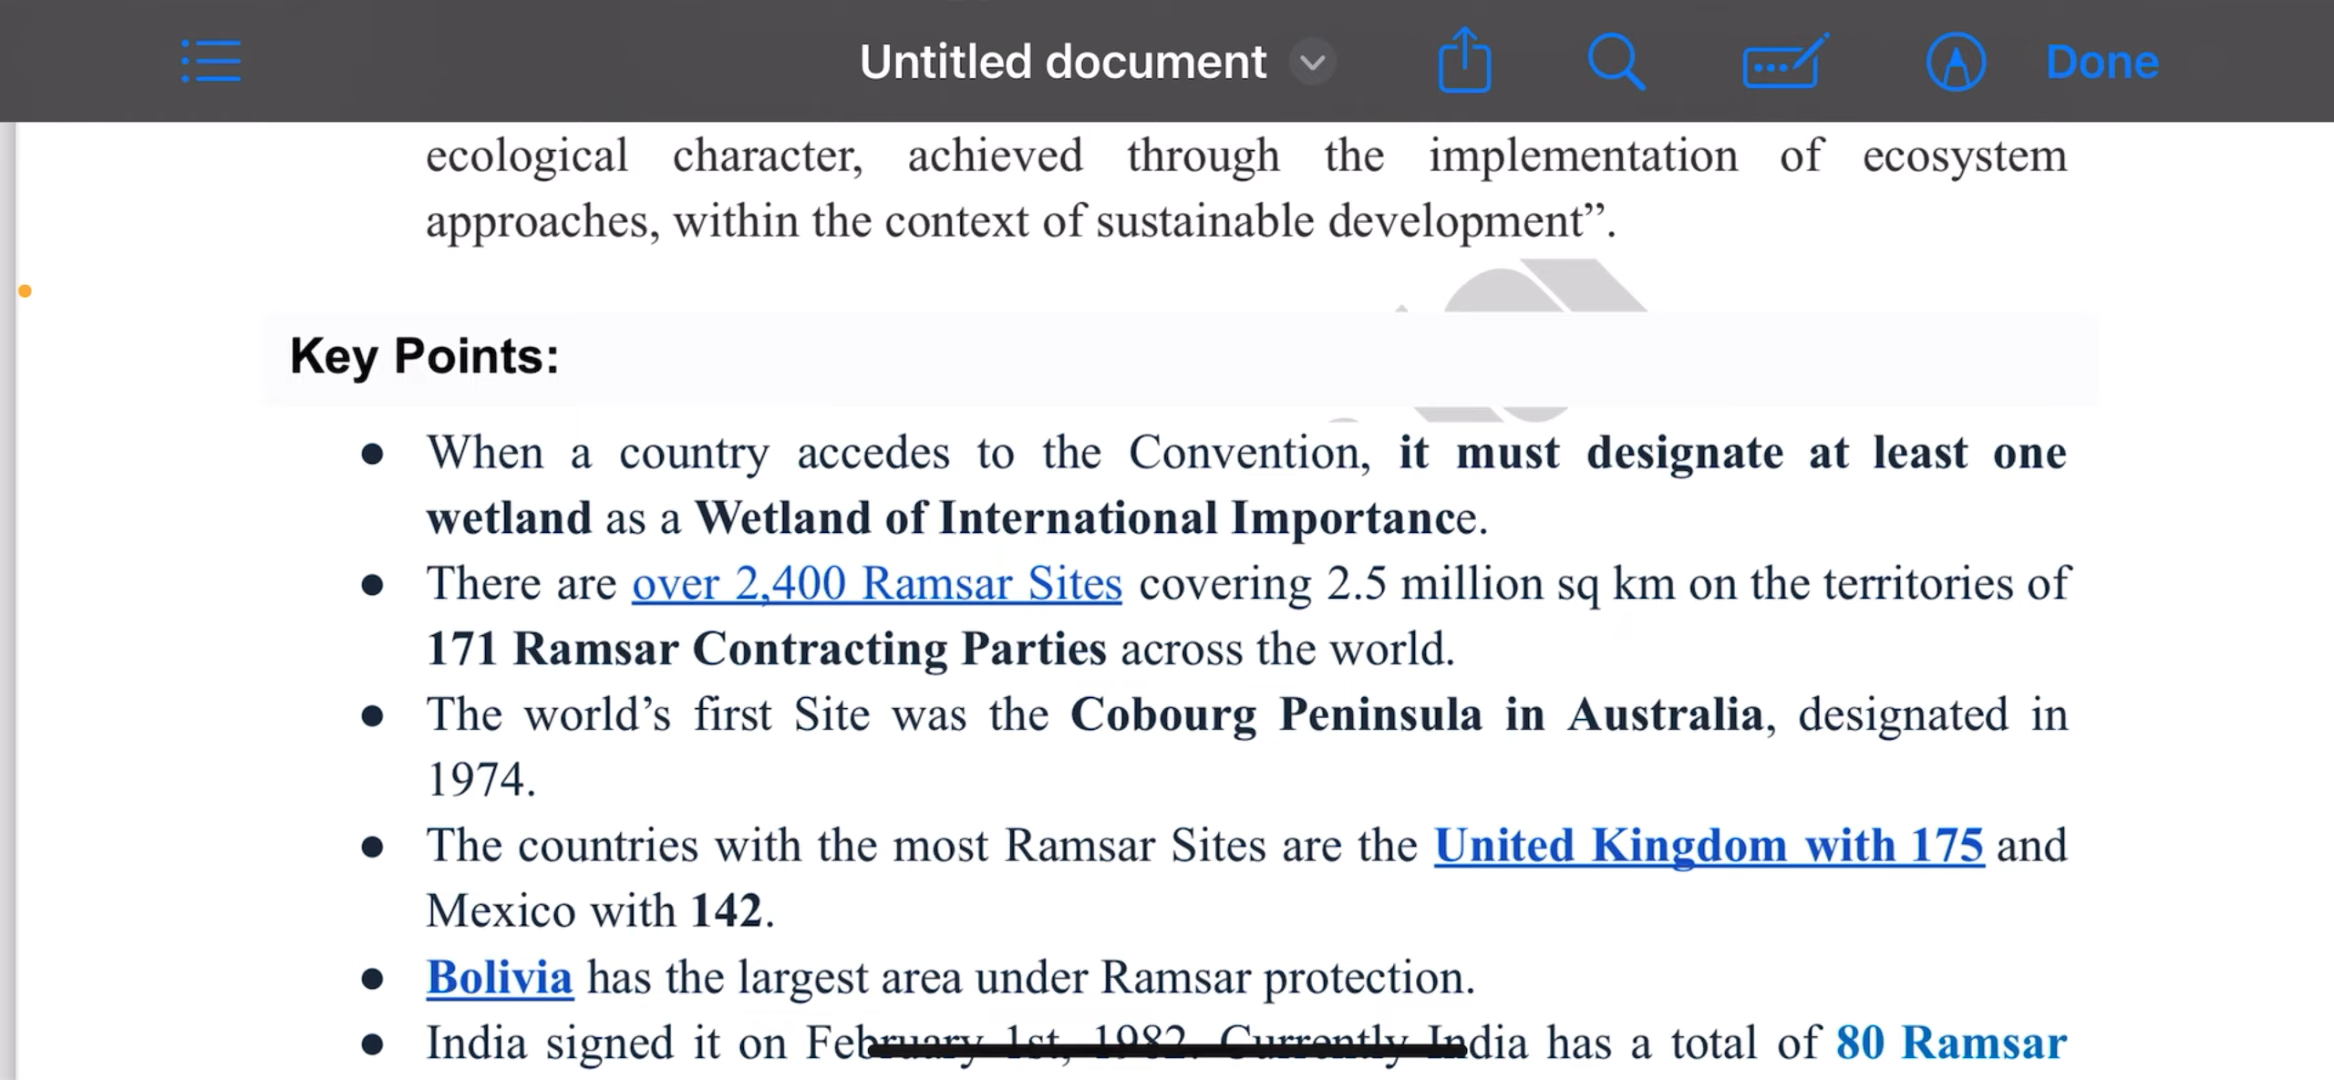 Untitled document
Done
ecological character, achieved through the implementation of ecosystem
approaches, within the context of sustainable development”.
Key Points:
● When a country accedes to the Convention, it must designate at least one
wetland as a Wetland of International Importance.
● There are over 2,400 Ramsar Sites covering 2.5 million sq km on the territories of
171 Ramsar Contracting Parties across the world.
● The world’s first Site was the Cobourg Peninsula in Australia, designated in
1974.
● The countries with the most Ramsar Sites are the United Kingdom with 175 and
Mexico with 142.
● Bolivia has the largest area under Ramsar protection.
● India signed it on February 1st, 1982. Currently India has a total of 80 Ramsar